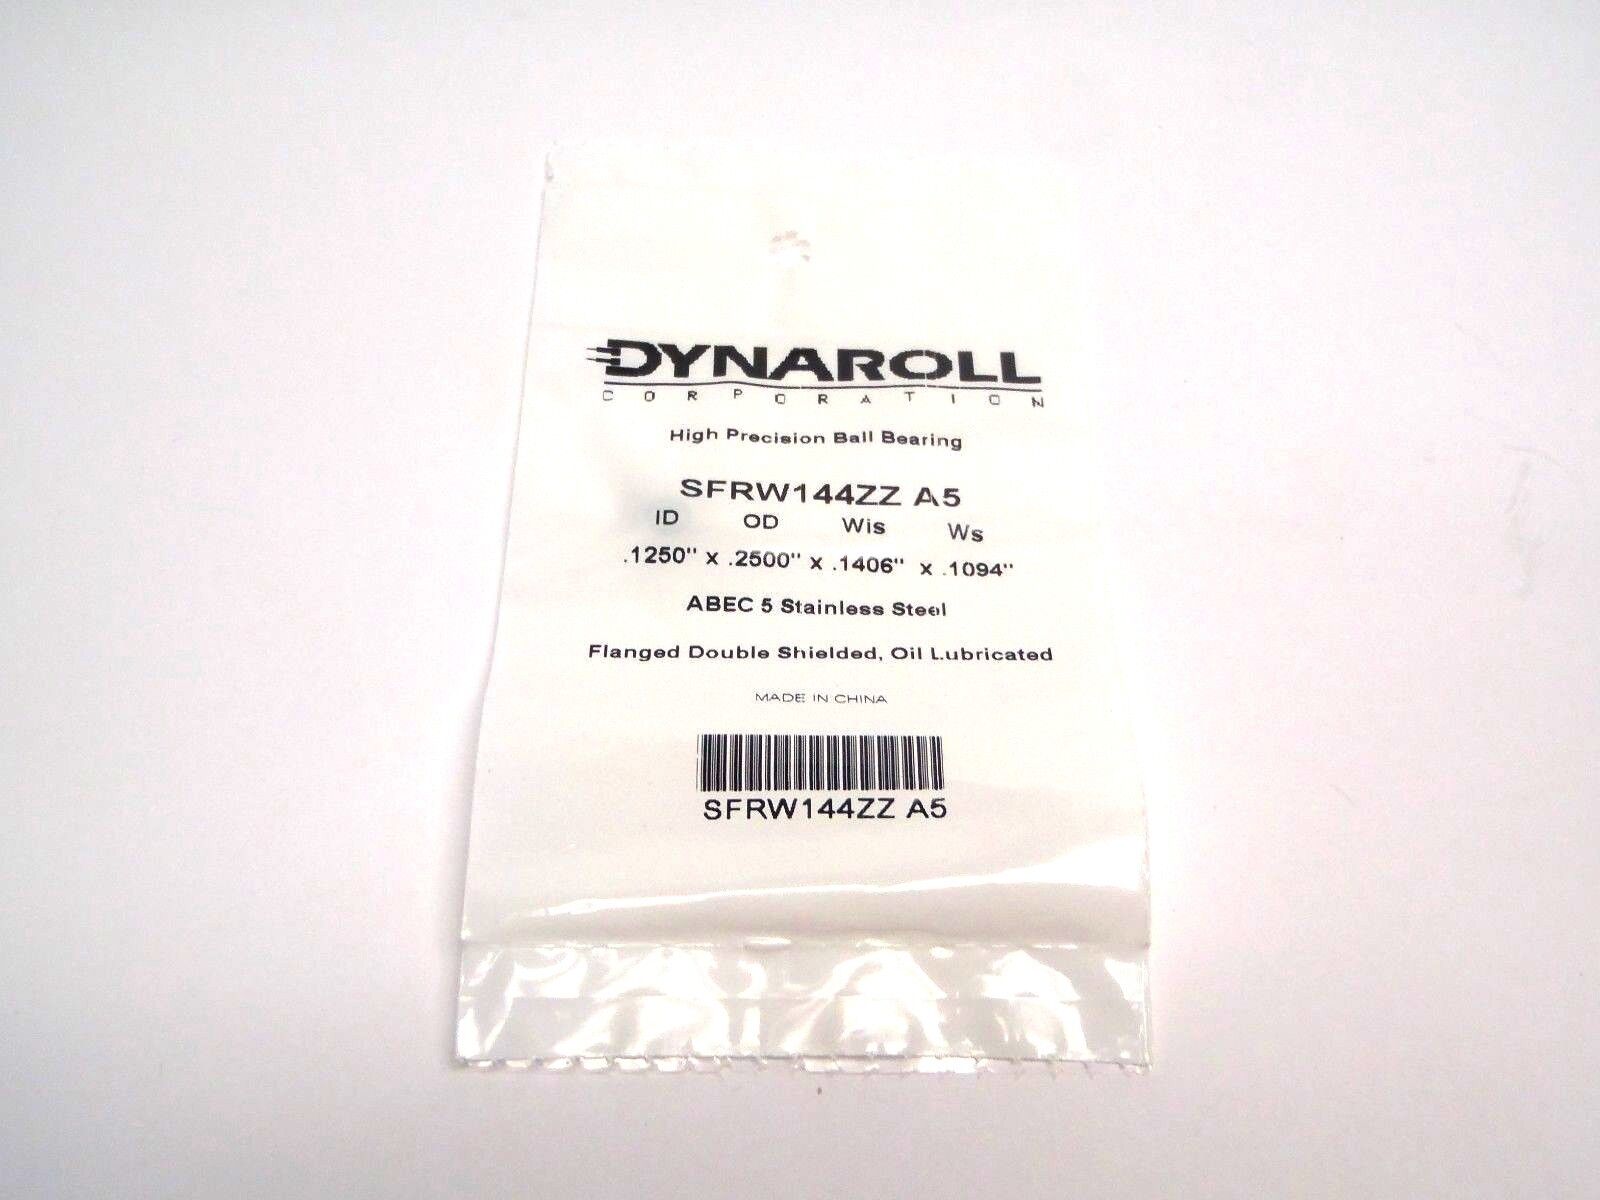 DYNAROLL
CORPORATION
High Precision Ball Bearing
SFRW144ZZ A5
ID OD Wis Ws
.1250" x .2500" x .1406" x .1094"
ABEC 5 Stainless Steel
Flanged Double Shielded, Oil Lubricated
MADE IN CHINA
SFRW144ZZ A5